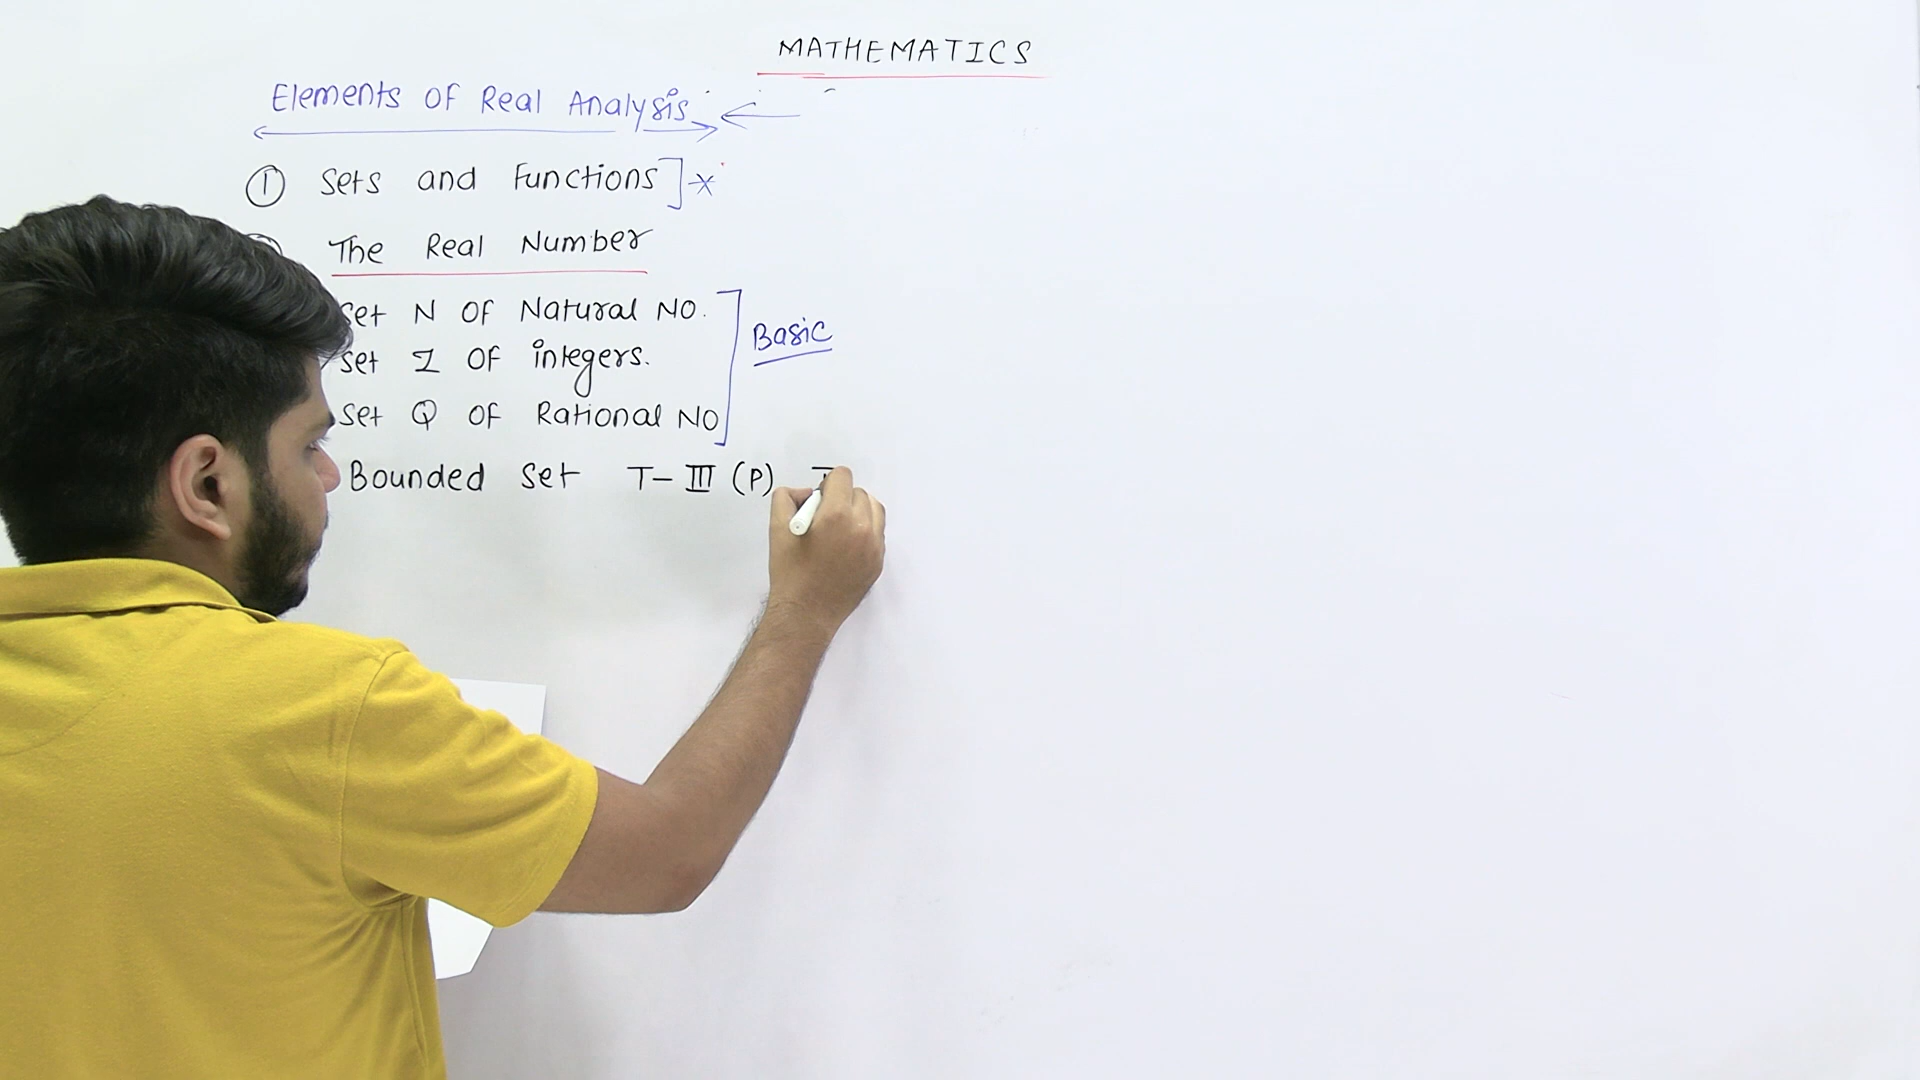 MATHEMATICS
Elements OF Real Analysis
① Sets and Functions
The Real Number
Set N OF Natural NO.
Set Z OF integers.
Set Q OF Rational NO
Basic
Bounded Set T-III (P)